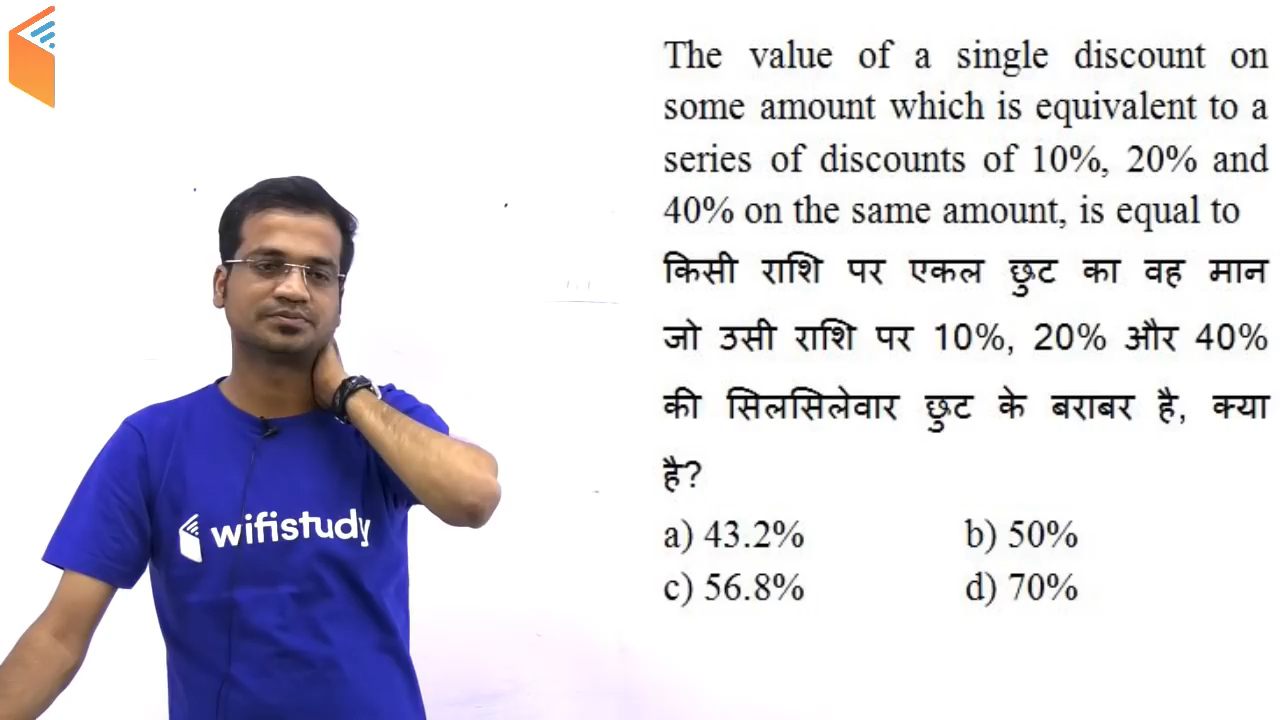 The value of a single discount on
some amount which is equivalent to a
series of discounts of 10%, 20% and
40% on the same amount, is equal to
किसी राशि पर एकल छुट का वह मान
जो उसी राशि पर 10%, 20% और 40%
की सिलसिलेवार छुट के बराबर है, क्या
है?
a) 43.2% b) 50%
c) 56.8% d) 70%
wifistudy